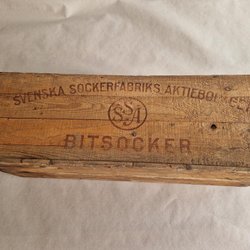 SVENSKA SOCKERFABRIKS AKTIEBOLAGET
SSA
BITSOCKER